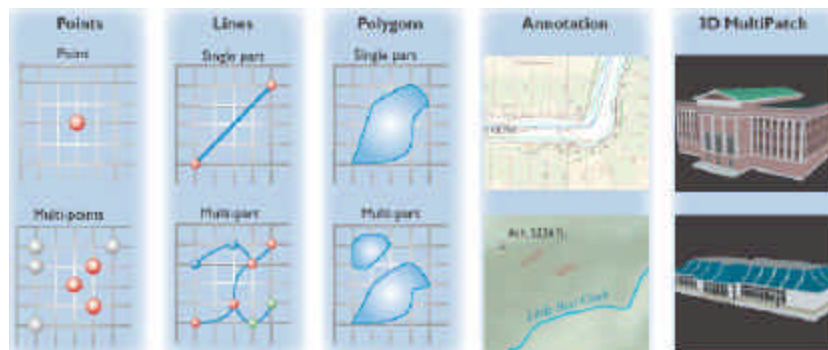 Points
Lines
Polygons
Annotation
3D MultiPatch
Point
Single part
Single part
Multi-points
Multi-part
Multi-part